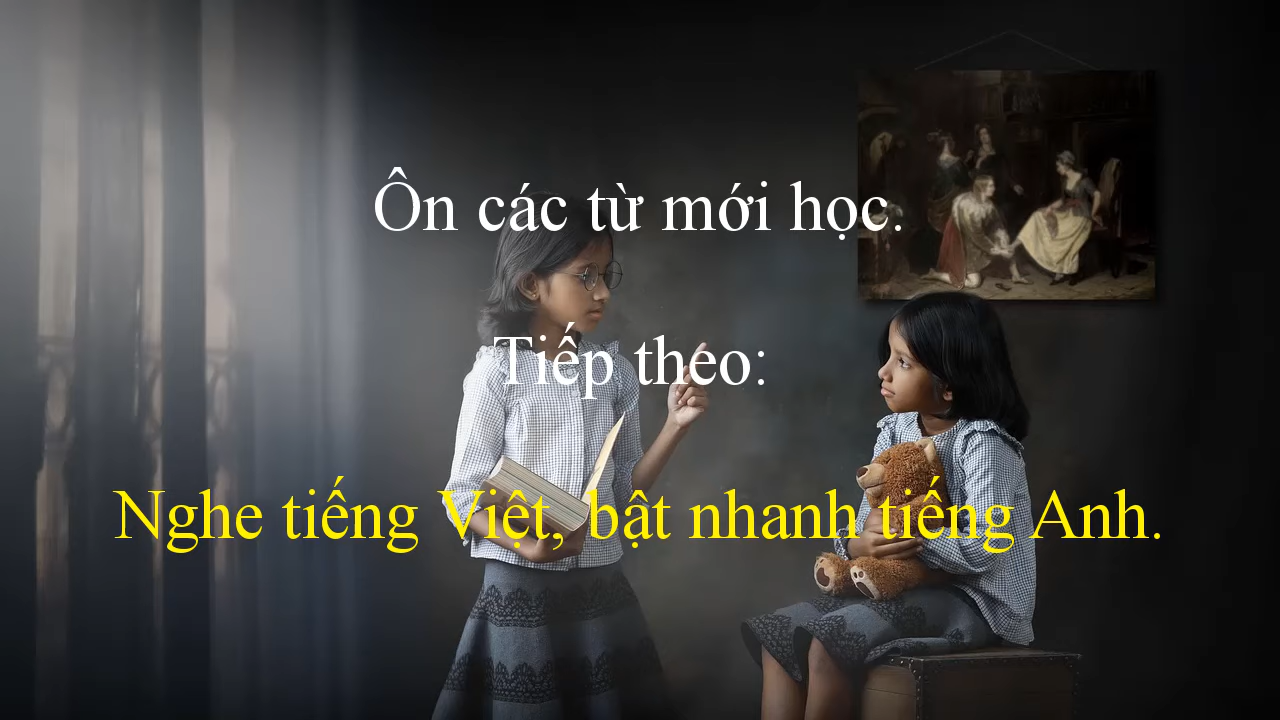 Ôn các từ mới học.
Tiếp theo:
Nghe tiếng Việt, bật nhanh tiếng Anh.